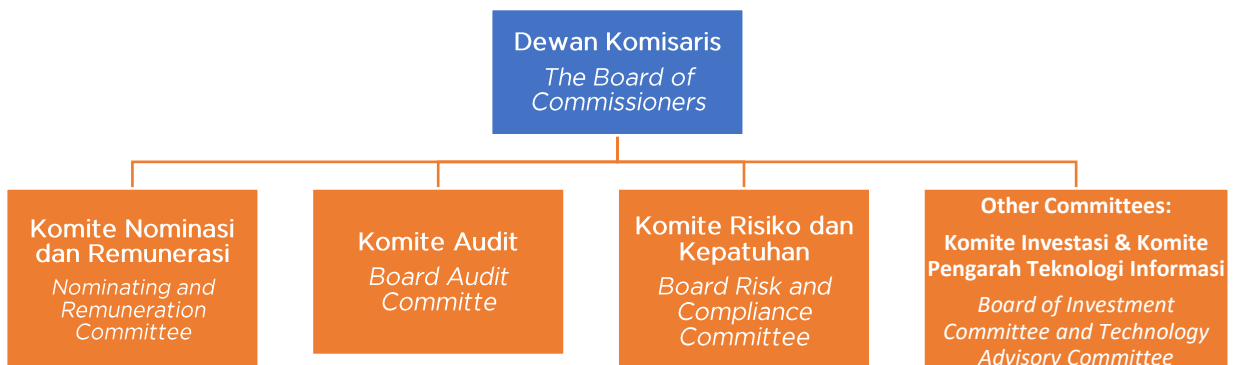 Dewan Komisaris
The Board of
Commissioners
Komite Nominasi
dan Remunerasi
Nominating and
Remuneration
Committee
Komite Audit
Board Audit
Committe
Komite Risiko dan
Kepatuhan
Board Risk and
Compliance
Committee
Other Committees:
Komite Investasi & Komite
Pengarah Teknologi Informasi
Board of Investment
Committee and Technology
Advisory Committee